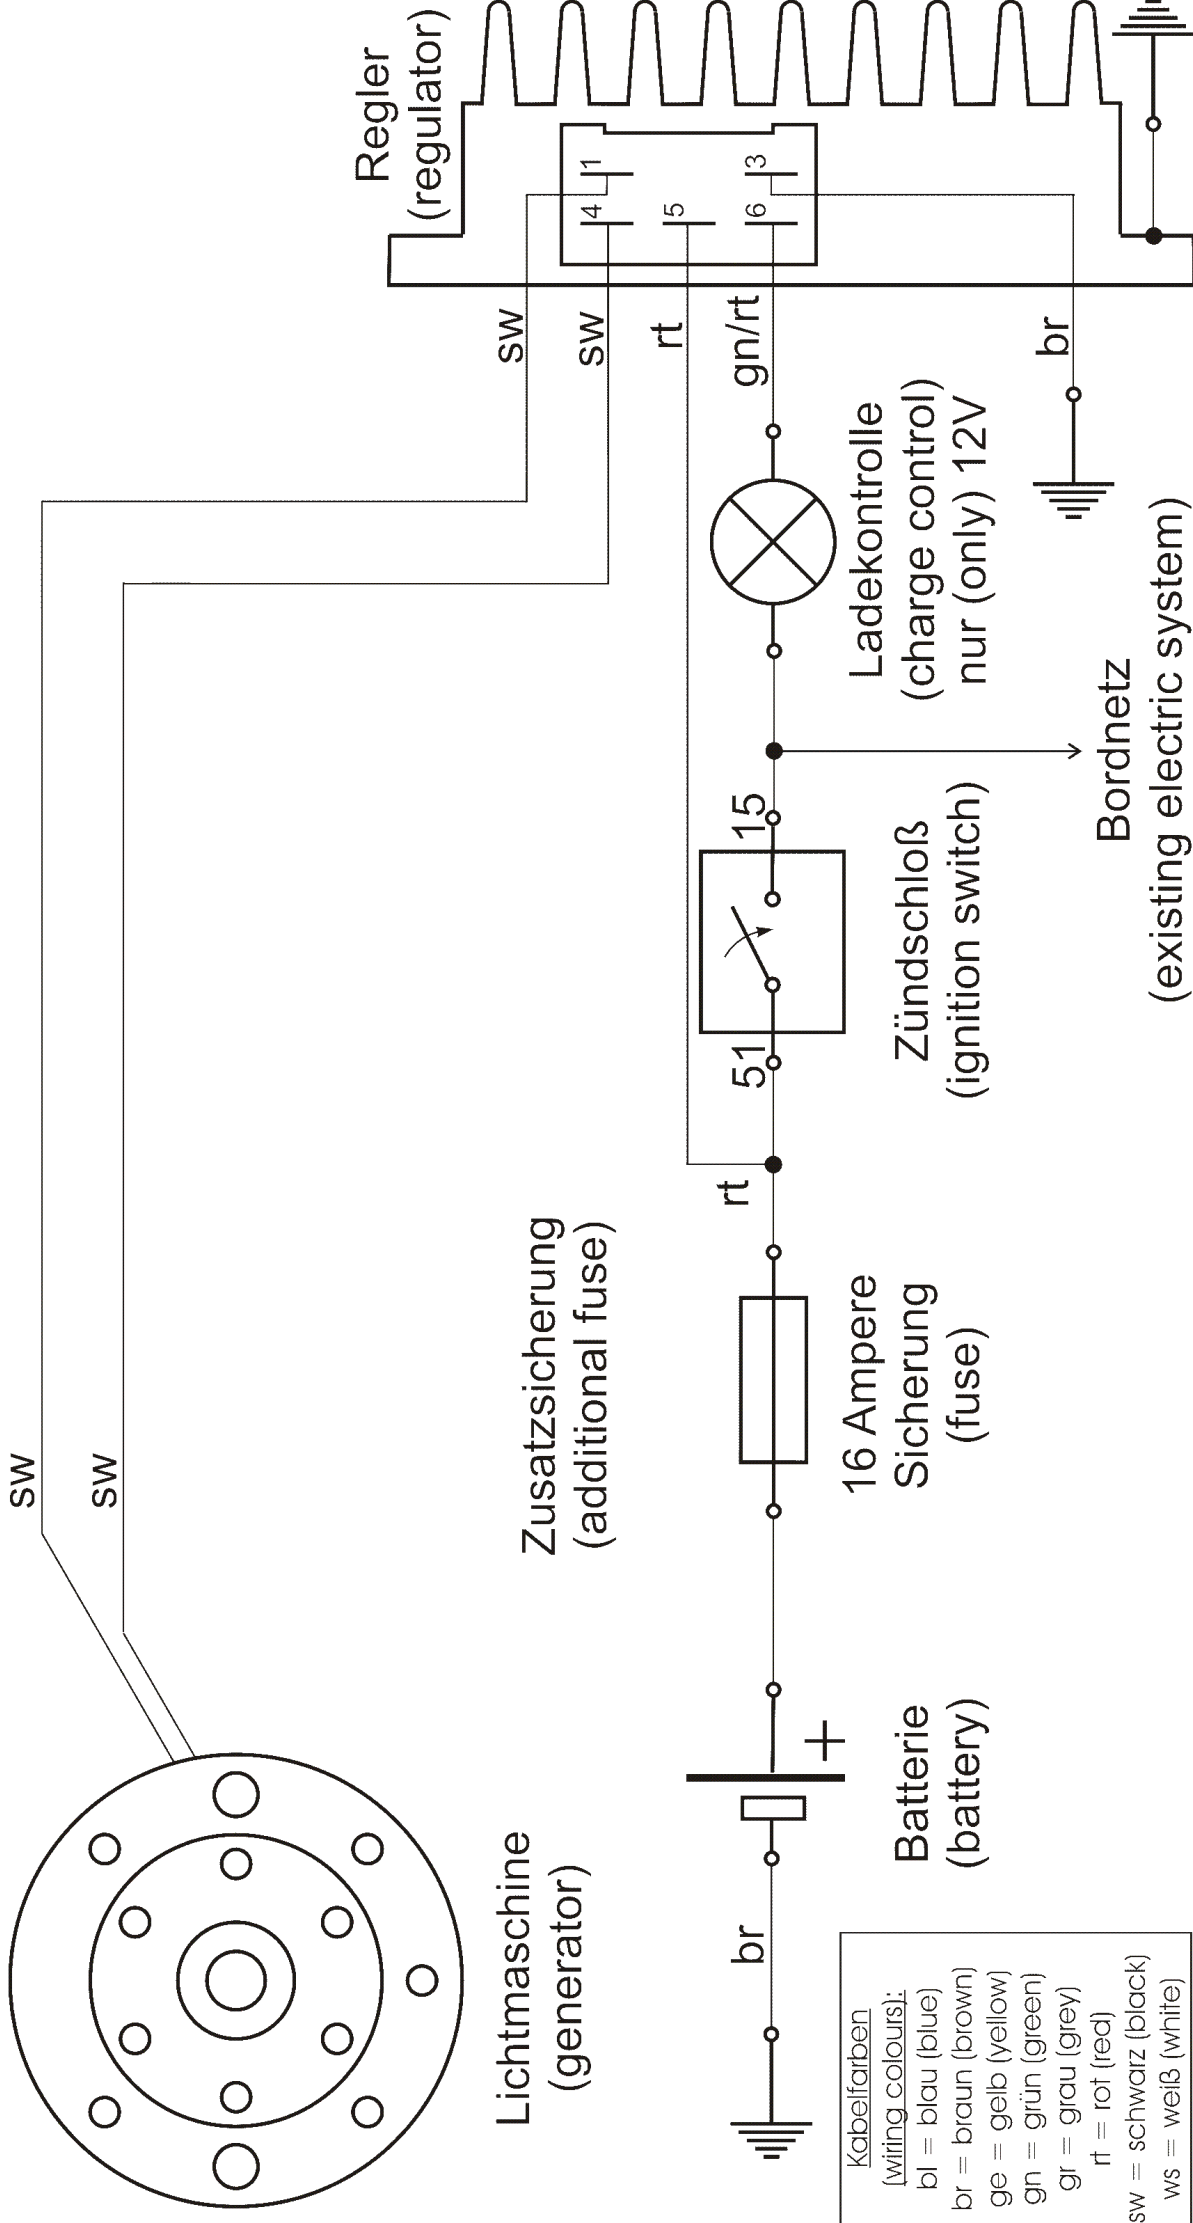 Regler
(regulator)
1
4
5
3
6
sw
sw
rt
gn/rt
br
Ladekontrolle
(charge control)
nur (only) 12V
Bordnetz
(existing electric system)
15
51
Zündschloß
(ignition switch)
rt
Zusatzsicherung
(additional fuse)
16 Ampere
Sicherung
(fuse)
sw
sw
Lichtmaschine
(generator)
+
Batterie
(battery)
br
Kabelfarben
(wiring colours):
bl = blau (blue)
br = braun (brown)
ge = gelb (yellow)
gn = grün (green)
gr = grau (grey)
rt = rot (red)
sw = schwarz (black)
ws = weiß (white)